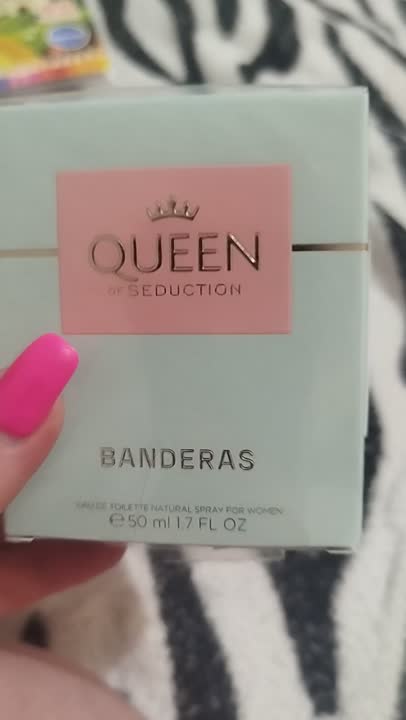 QUEEN
OF SEDUCTION
BANDERAS
EAU DE TOILETTE NATURAL SPRAY FOR WOMEN
℮ 50 ml 1.7 FL OZ